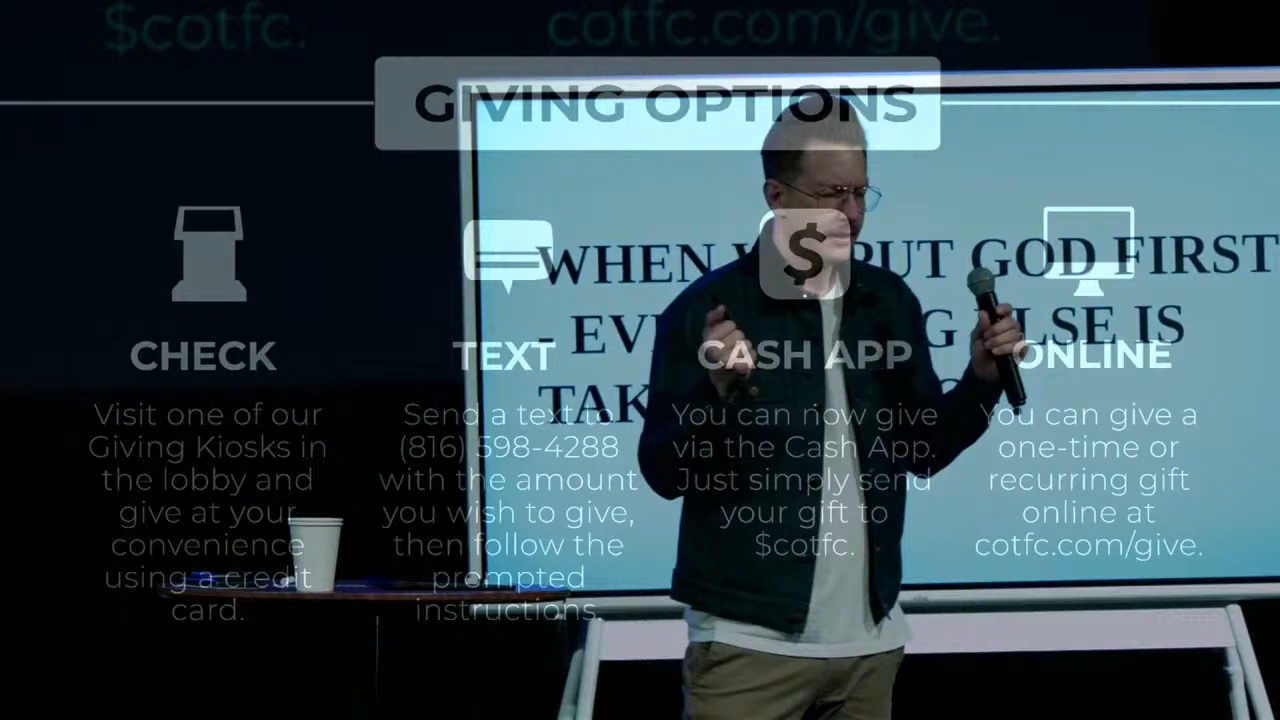 $cotfc.
cotfc.com/give.
GIVING OPTIONS
WHEN PUT GOD FIRST
- ELSE IS
CHECK
Visit one of our
Giving Kiosks in
the lobby and
give at your
convenience
using a credit
card.
TEXT
Send a text to
(816) 598-4288
with the amount
you wish to give,
then follow the
prompted
instructions.
$
CASH APP
You can now give
via the Cash App.
Just simply send
your gift to
$cotfc.
ONLINE
You can give a
one-time or
recurring gift
online at
cotfc.com/give.